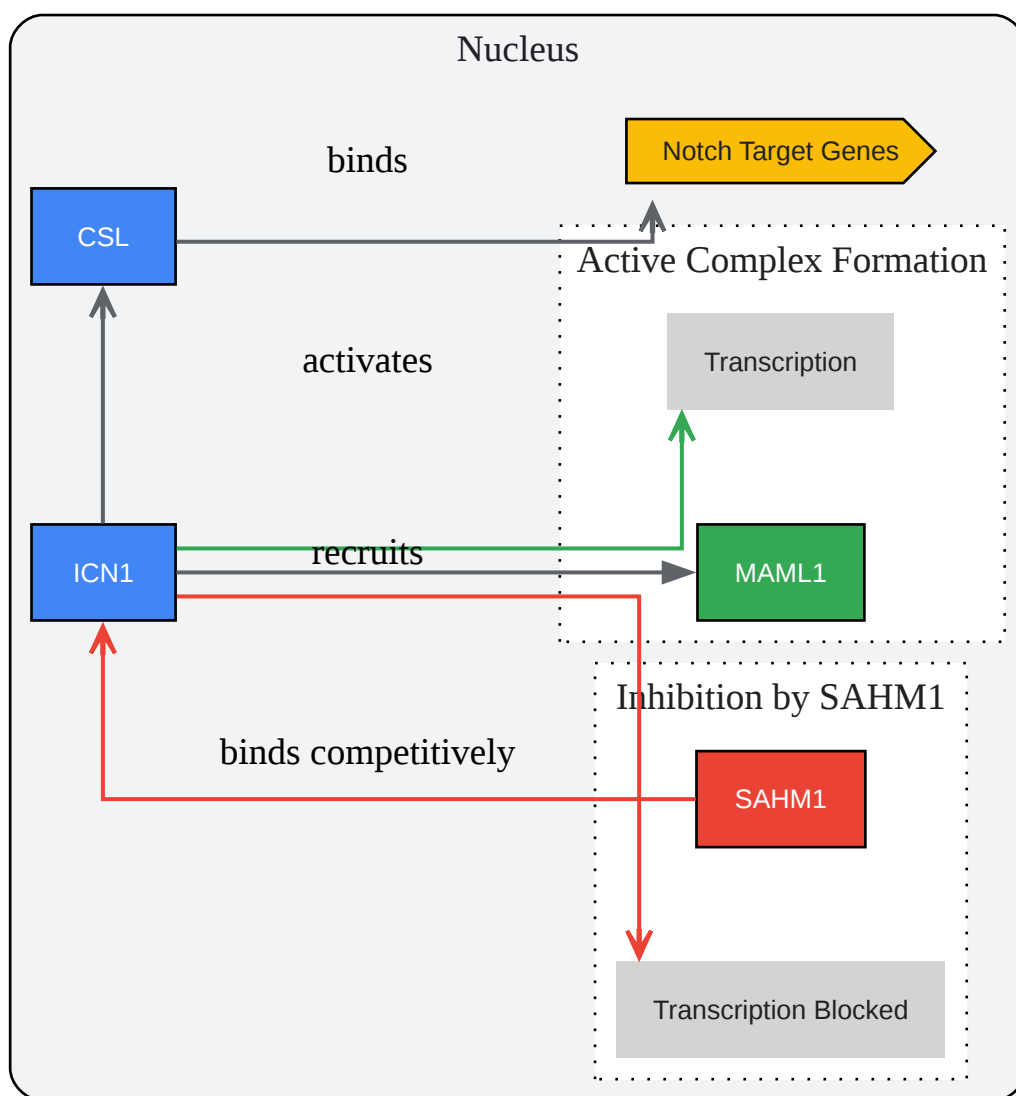 Nucleus
binds
Notch Target Genes
CSL
Active Complex Formation
activates
Transcription
recruits
ICN1
MAML1
Inhibition by SAHM1
binds competitively
SAHM1
Transcription Blocked